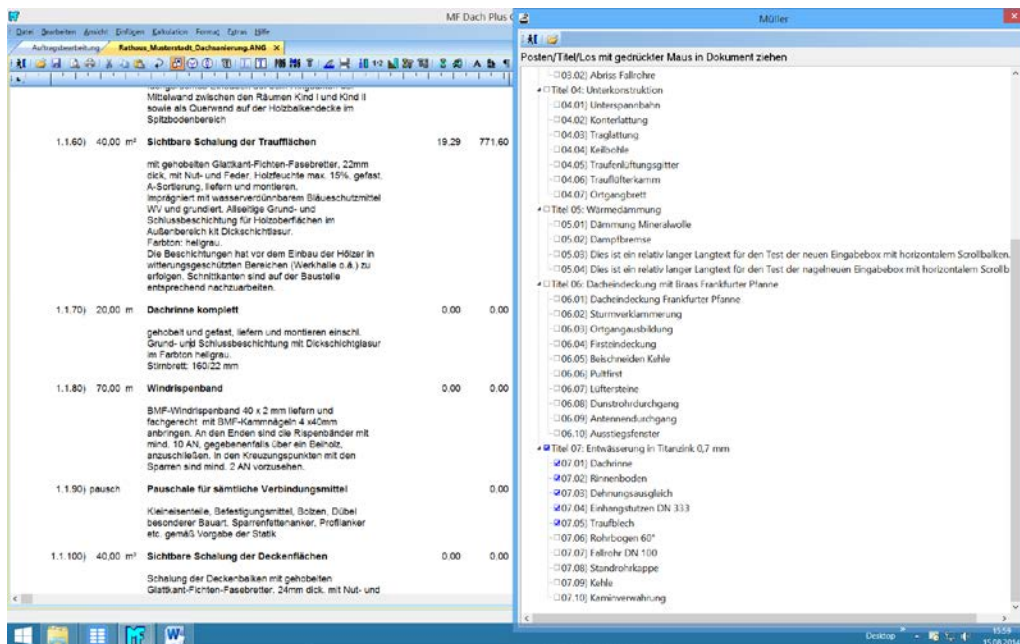 MF Dach Plus
Datei Bearbeiten Ansicht Einfügen Kalkulation Format Extras Hilfe
Auftragsbearbeitung Rathaus_Musterstadt_Dachsanierung.ANG
Mittelwand zwischen den Räumen Kind I und Kind II
sowie als Querwand auf der Holzbalkendecke im
Spitzbodenbereich
1.1.60) 40,00 m² Sichtbare Schalung der Traufflächen 19,29 771,60
mit gehobelten Glattkant-Fichten-Fasebretter, 22mm
dick, mit Nut- und Feder, Holzfeuchte max. 15%, gefast,
A-Sortierung, liefern und montieren.
Imprägniert mit wasserverdünnbarem Bläueschutzmittel
WV und grundiert. Allseitige Grund- und
Schlussbeschichtung für Holzoberflächen im
Außenbereich kit Dickschichtlasur.
Farbton: hellgrau.
Die Beschichtungen hat vor dem Einbau der Hölzer in
witterungsgeschützten Bereichen (Werkhalle o.ä.) zu
erfolgen. Schnittkanten sind auf der Baustelle
entsprechend nachzuarbeiten.
1.1.70) 20,00 m Dachrinne komplett 0,00 0,00
gehobelt und gefast, liefern und montieren einschl.
Grund- und Schlussbeschichtung mit Dickschichtglasur
im Farbton hellgrau.
Stirnbrett: 160/22 mm
1.1.80) 70,00 m Windrispenband 0,00 0,00
BMF-Windrispenband 40 x 2 mm liefern und
fachgerecht mit BMF-Kammnägeln 4 x40mm
anbringen. An den Enden sind die Rispenbänder mit
mind. 10 AN, gegebenenfalls über ein Beiholz,
anzuschließen. In den Kreuzungspunkten mit den
Sparren sind mind. 2 AN vorzusehen.
1.1.90) pausch Pauschale für sämtliche Verbindungsmittel 0,00
Kleineisenteile, Befestigungsmittel, Bolzen, Dübel
besonderer Bauart, Sparrenfettenanker, Profilanker
etc. gemäß Vorgabe der Statik
1.1.100) 40,00 m² Sichtbare Schalung der Deckenflächen 0,00 0,00
Schalung der Deckenbalken mit gehobelten
Glattkant-Fichten-Fasebretter, 24mm dick, mit Nut- und
Müller
Posten/Titel/Los mit gedrückter Maus in Dokument ziehen
03.02) Abriss Fallrohre
Titel 04: Unterkonstruktion
04.01) Unterspannbahn
04.02) Konterlattung
04.03) Traglattung
04.04) Keilbohle
04.05) Traufenlüftungsgitter
04.06) Trauflüfterkamm
04.07) Ortgangbrett
Titel 05: Wärmedämmung
05.01) Dämmung Mineralwolle
05.02) Dampfbremse
05.03) Dies ist ein relativ langer Langtext für den Test der neuen Eingabebox mit horizontalem Scrollbalken.
05.04) Dies ist ein relativ langer Langtext für den Test der nagelneuen Eingabebox mit horizontalem Scrollb
Titel 06: Dacheindeckung mit Braas Frankfurter Pfanne
06.01) Dacheindeckung Frankfurter Pfanne
06.02) Sturmverklammerung
06.03) Ortgangausbildung
06.04) Firsteindeckung
06.05) Beischneiden Kehle
06.06) Pultfirst
06.07) Lüftersteine
06.08) Dunstrohrdurchgang
06.09) Antennendurchgang
06.10) Ausstiegsfenster
Titel 07: Entwässerung in Titanzink 0,7 mm
07.01) Dachrinne
07.02) Rinnenboden
07.03) Dehnungsausgleich
07.04) Einhangstutzen DN 333
07.05) Traufblech
07.06) Rohrbogen 60°
07.07) Fallrohr DN 100
07.08) Standrohrkappe
07.09) Kehle
07.10) Kaminverwahrung
Desktop
15:59
15.08.2014